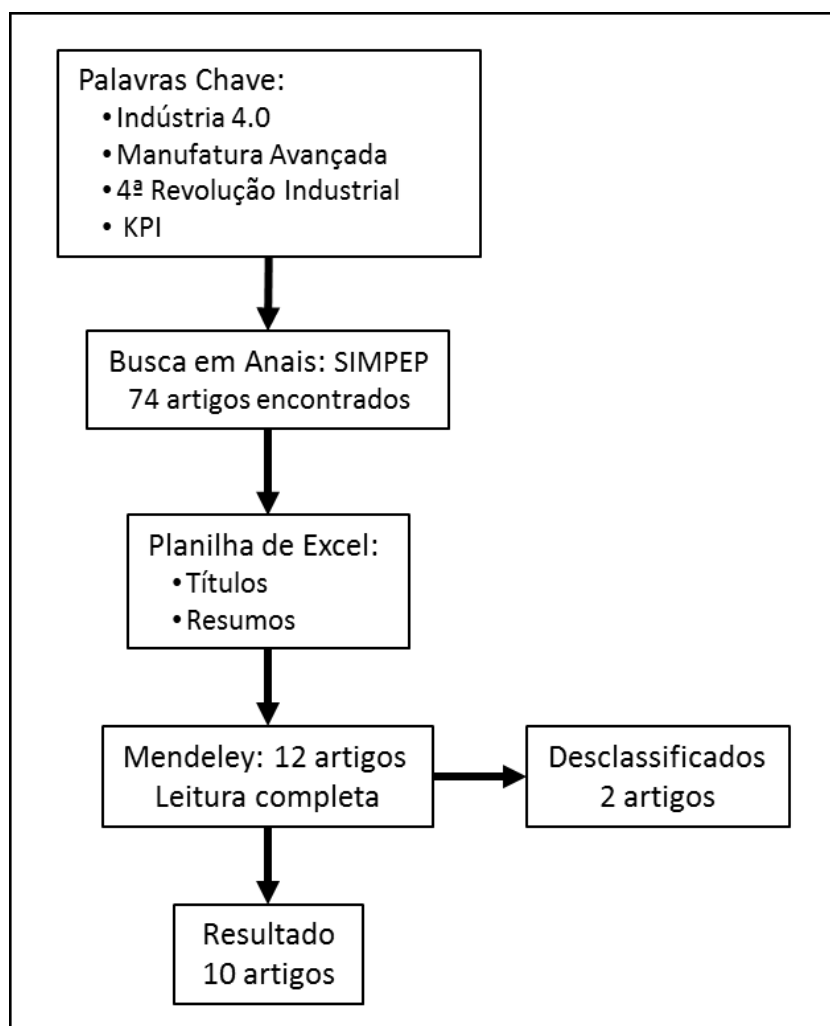 Palavras Chave:
•Indústria 4.0
•Manufatura Avançada
•4ª Revolução Industrial
• KPI
Busca em Anais: SIMPEP
74 artigos encontrados
Planilha de Excel:
•Títulos
•Resumos
Mendeley: 12 artigos
Leitura completa
Desclassificados
2 artigos
Resultado
10 artigos